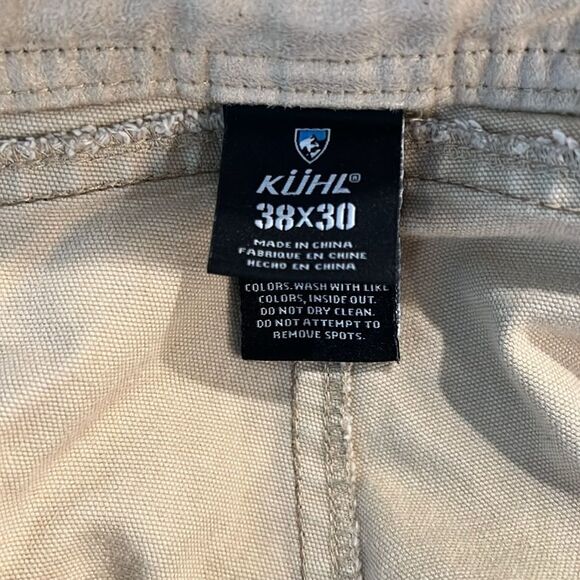 KÜHL®
38X30
MADE IN CHINA
FABRIQUE EN CHINE
HECHO EN CHINA
COLORS. WASH WITH LIKE
COLORS, INSIDE OUT.
DO NOT DRY CLEAN.
DO NOT ATTEMPT TO
REMOVE SPOTS.